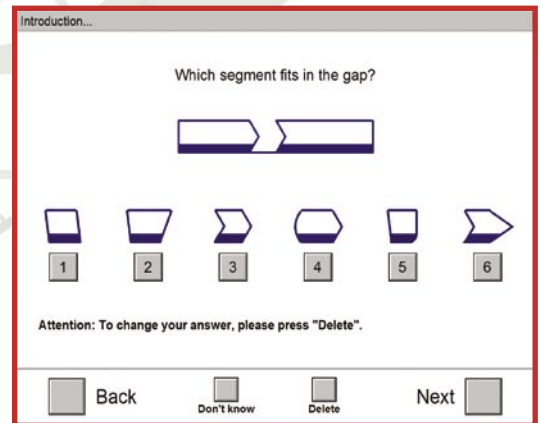 Introduction...
Which segment fits in the gap?
1 2 3 4 5 6
Attention: To change your answer, please press "Delete".
Back Don't know Delete Next